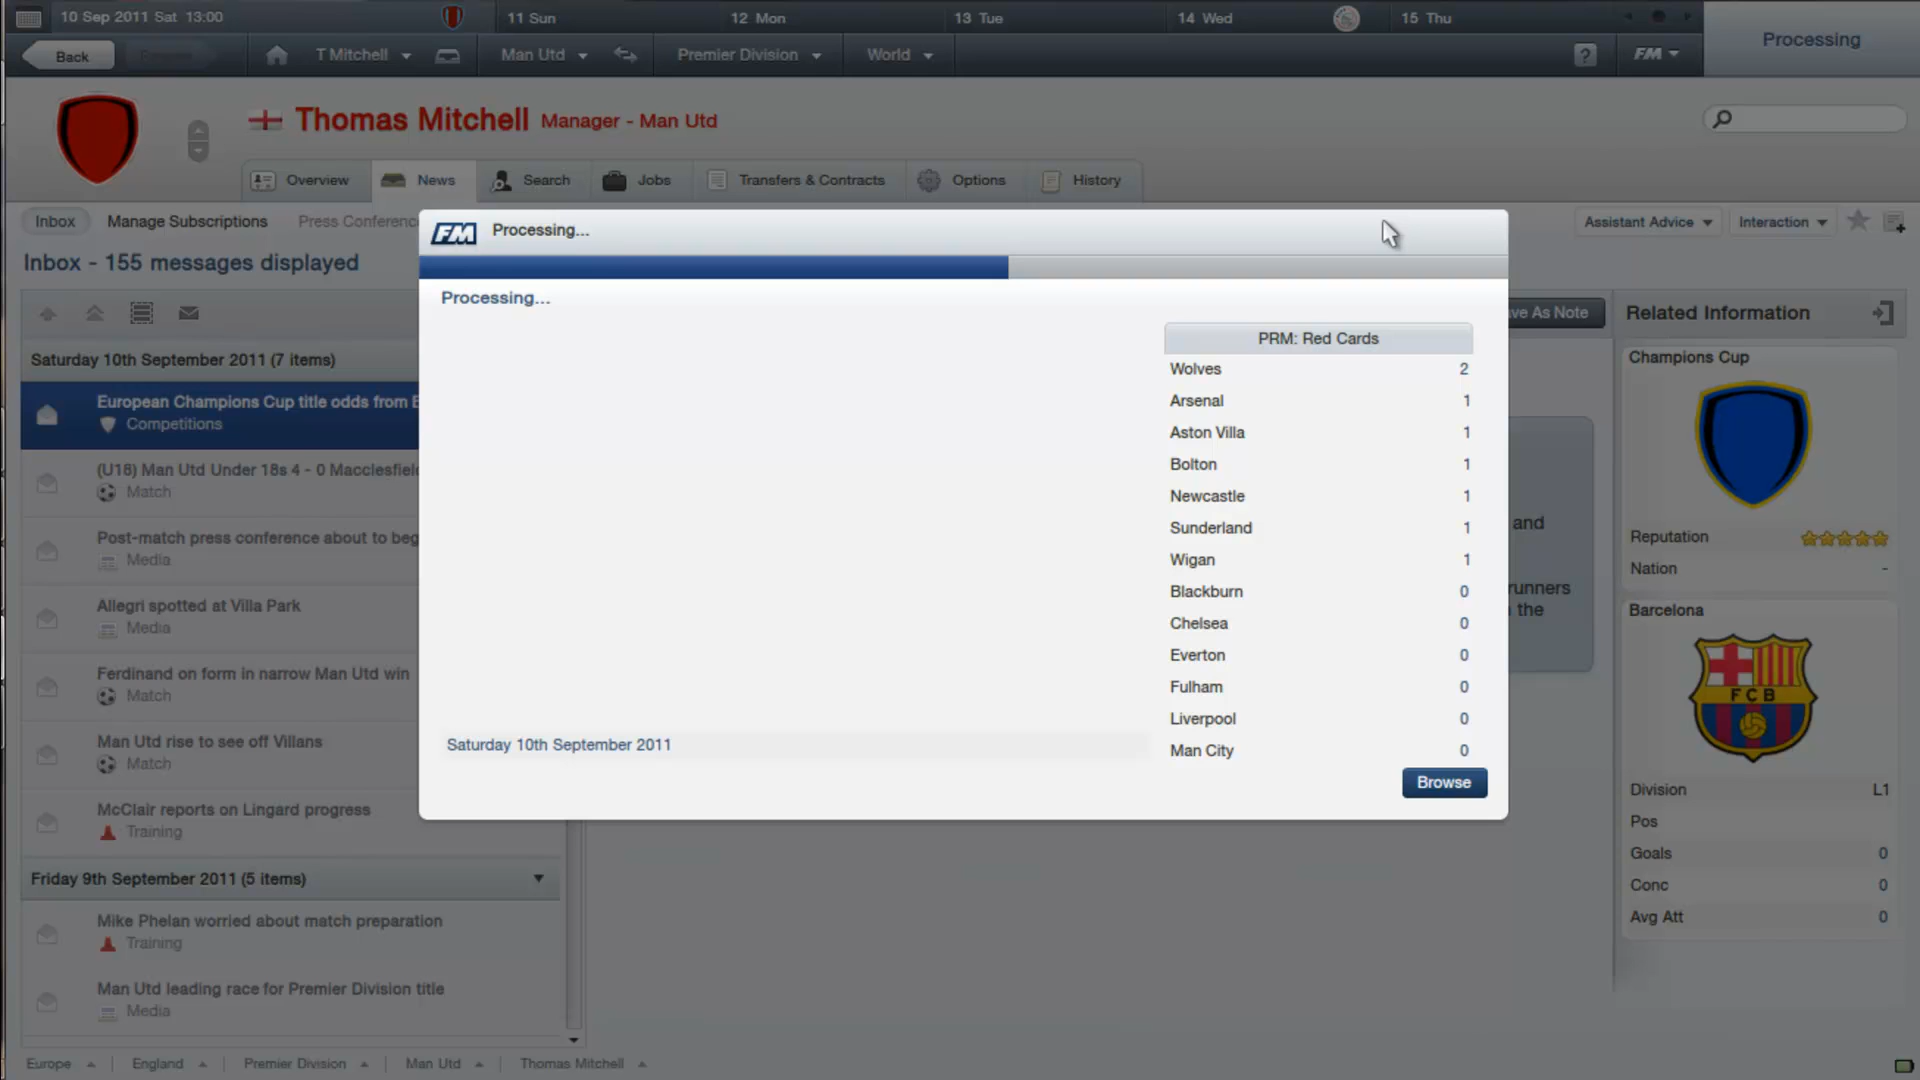 10 Sep 2011 Sat 13:00
11 Sun
12 Mon
13 Tue
14 Wed
15 Thu
Processing
Back
T Mitchell
Man Utd
Premier Division
World
?
FM
Thomas Mitchell Manager - Man Utd
Overview
News
Search
Jobs
Transfers & Contracts
Options
History
Inbox
Manage Subscriptions
Press Conferenc
Assistant Advice
Interaction
Inbox - 155 messages displayed
Saturday 10th September 2011 (7 items)
European Champions Cup title odds from
Competitions
(U18) Man Utd Under 18s 4 - 0 Macclesfiel
Match
Post-match press conference about to beg
Media
Allegri spotted at Villa Park
Media
Ferdinand on form in narrow Man Utd win
Match
Man Utd rise to see off Villans
Match
McClair reports on Lingard progress
Training
Friday 9th September 2011 (5 items)
Mike Phelan worried about match preparation
Training
Man Utd leading race for Premier Division title
Media
FM Processing...
Processing...
Saturday 10th September 2011
PRM: Red Cards
Wolves 2
Arsenal 1
Aston Villa 1
Bolton 1
Newcastle 1
Sunderland 1
Wigan 1
Blackburn 0
Chelsea 0
Everton 0
Fulham 0
Liverpool 0
Man City 0
Browse
ve As Note
and
runners
the
Related Information
Champions Cup
Reputation
Nation -
Barcelona
FCB
Division L1
Pos
Goals 0
Conc 0
Avg Att 0
Europe
England
Premier Division
Man Utd
Thomas Mitchell